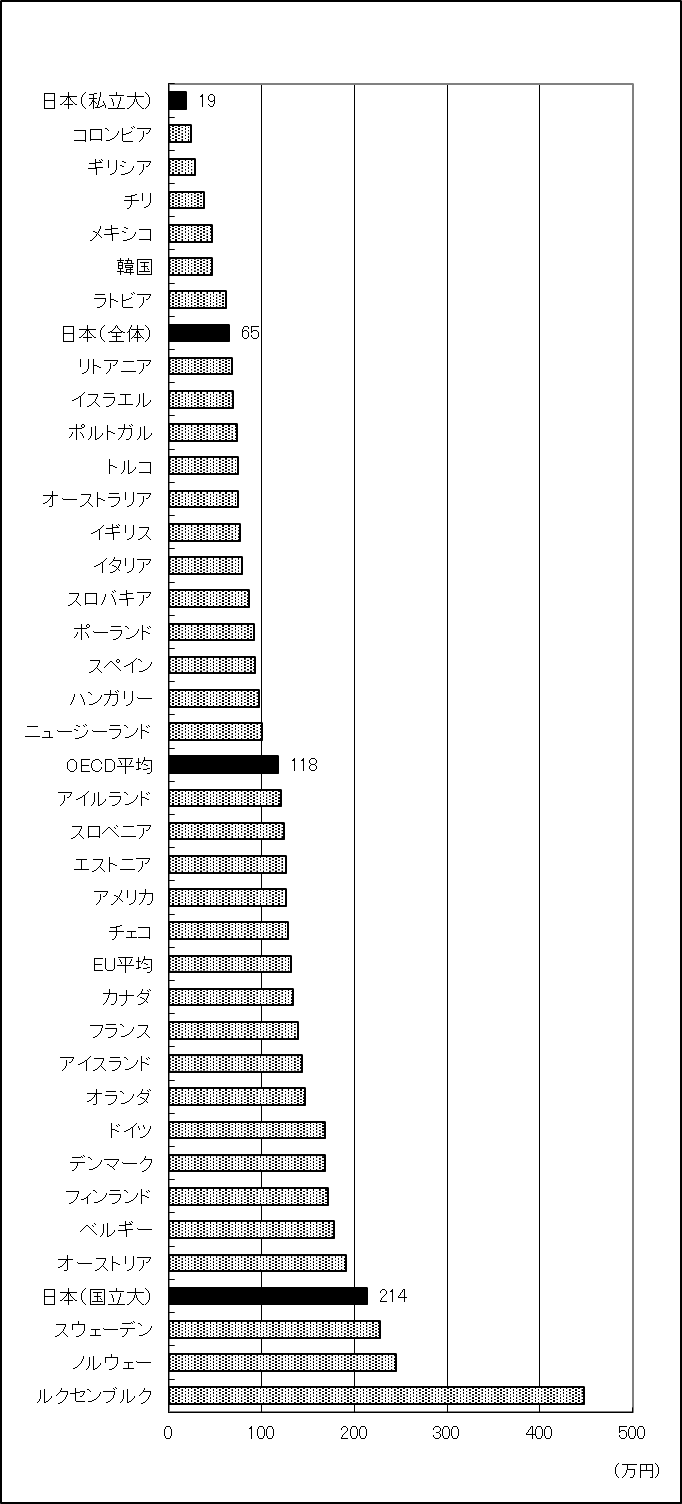 日本（私立大） 19
コロンビア
ギリシア
チリ
メキシコ
韓国
ラトビア
日本（全体） 65
リトアニア
イスラエル
ポルトガル
トルコ
オーストラリア
イギリス
イタリア
スロバキア
ポーランド
スペイン
ハンガリー
ニュージーランド
OECD平均 118
アイルランド
スロベニア
エストニア
アメリカ
チェコ
EU平均
カナダ
フランス
アイスランド
オランダ
ドイツ
デンマーク
フィンランド
ベルギー
オーストリア
日本（国立大） 214
スウェーデン
ノルウェー
ルクセンブルク
0 100 200 300 400 500
（万円）